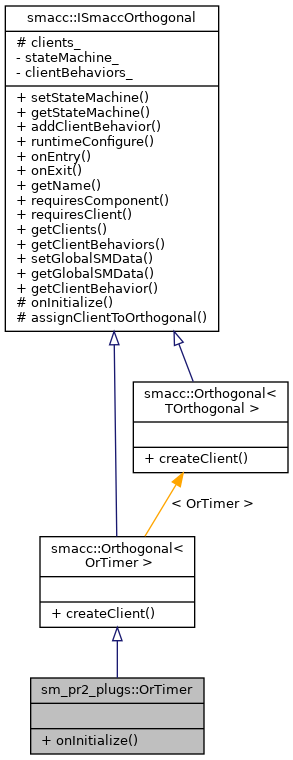 smacc::ISmaccOrthogonal
# clients_
- stateMachine_
- clientBehaviors_
+ setStateMachine()
+ getStateMachine()
+ addClientBehavior()
+ runtimeConfigure()
+ onEntry()
+ onExit()
+ getName()
+ requiresComponent()
+ requiresClient()
+ getClients()
+ getClientBehaviors()
+ setGlobalSMData()
+ getGlobalSMData()
+ getClientBehavior()
# onInitialize()
# assignClientToOrthogonal()
smacc::Orthogonal<
TOrthogonal >
+ createClient()
< OrTimer >
smacc::Orthogonal<
OrTimer >
+ createClient()
sm_pr2_plugs::OrTimer
+ onInitialize()